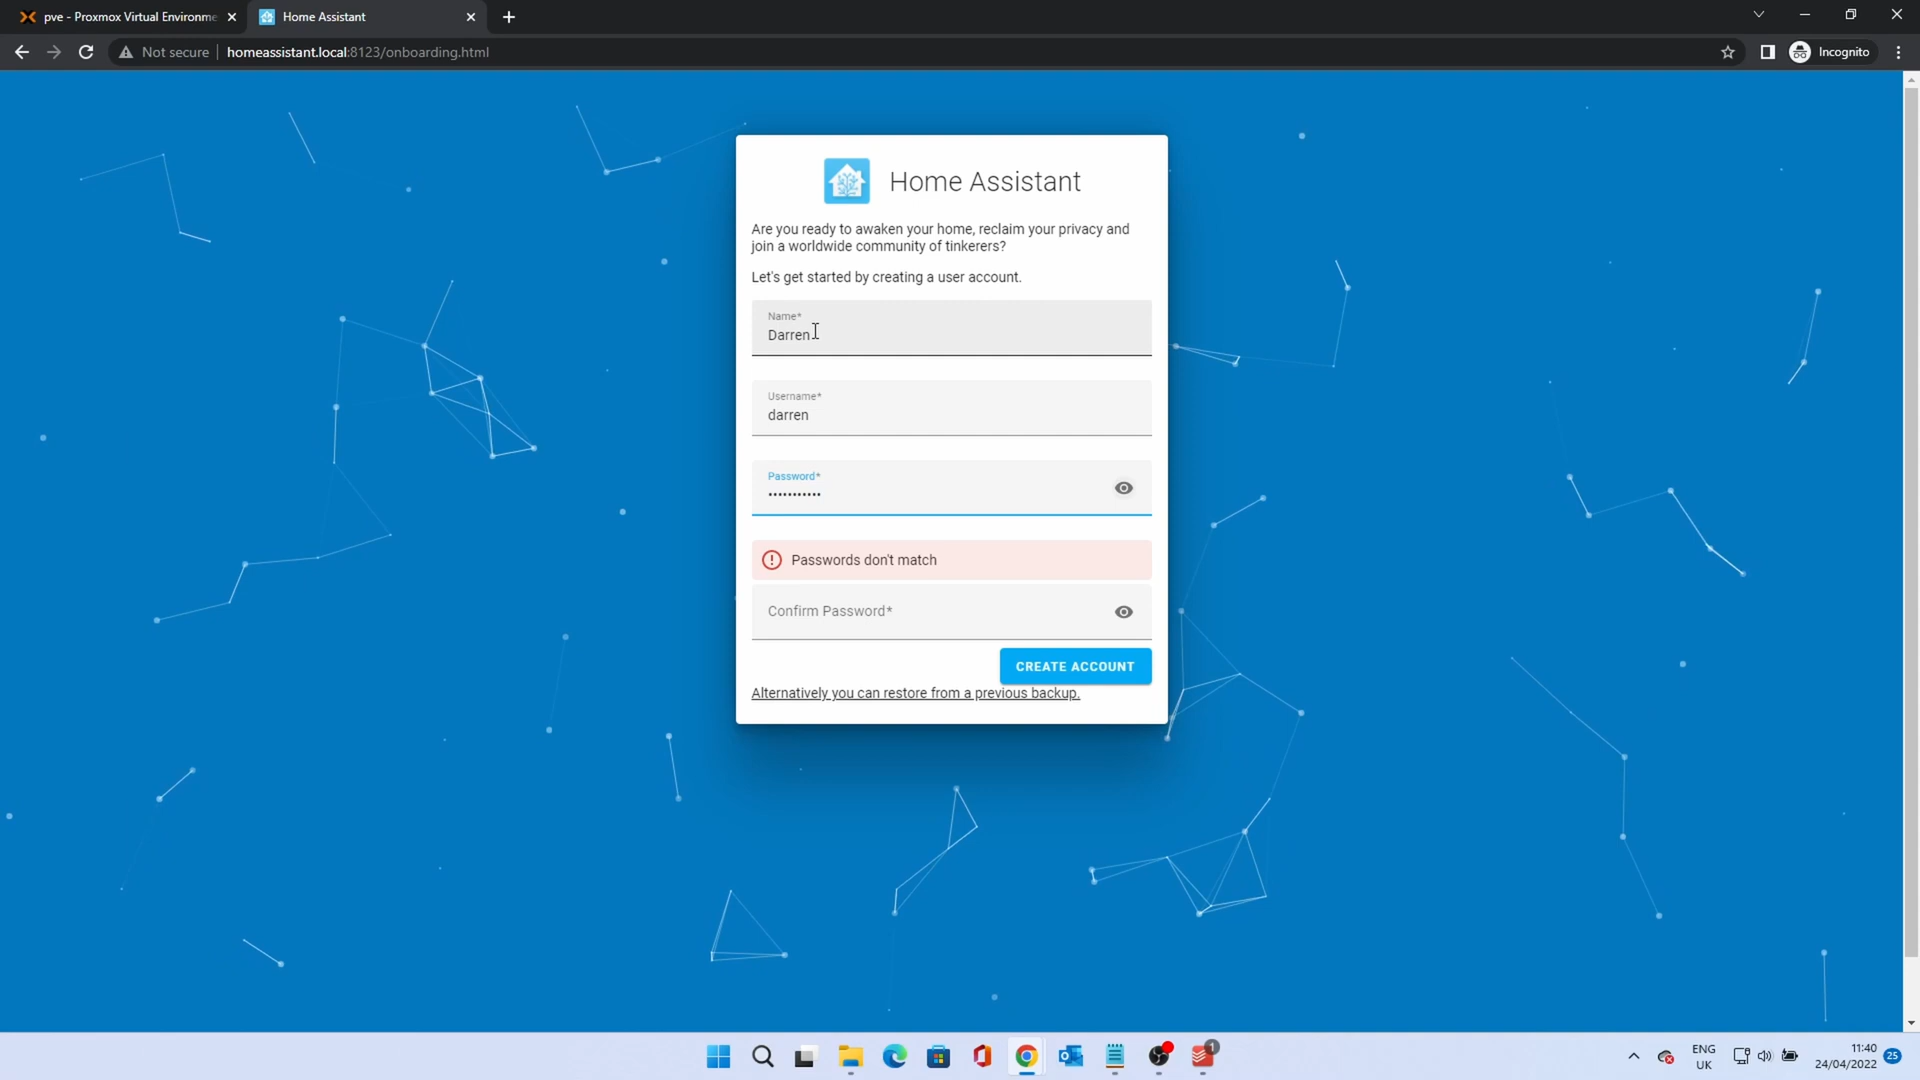 pve - Proxmox Virtual Environme
Home Assistant
Not secure
homeassistant.local:8123/onboarding.html
Incognito
Home Assistant
Are you ready to awaken your home, reclaim your privacy and
join a worldwide community of tinkerers?
Let's get started by creating a user account.
Name*
Darren
Username*
darren
Password*
•••••••••••
Passwords don't match
Confirm Password*
CREATE ACCOUNT
Alternatively you can restore from a previous backup.
1
ENG
UK
11:40
24/04/2022
25